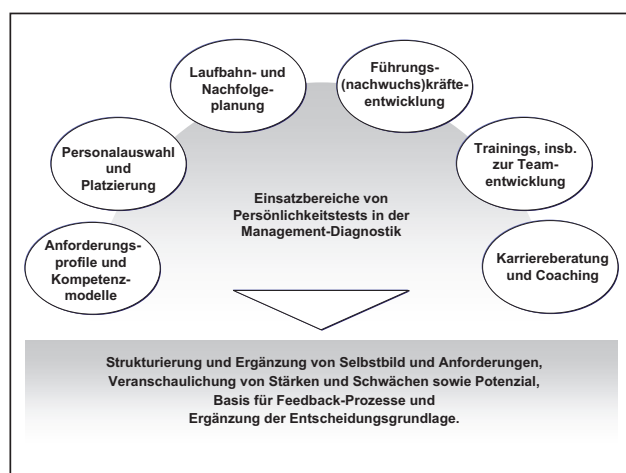 Laufbahn- und
Nachfolge-
planung
Führungs-
(nachwuchs)kräfte-
entwicklung
Personalauswahl
und
Platzierung
Trainings, insb.
zur Team-
entwicklung
Einsatzbereiche von
Persönlichkeitstests in der
Management-Diagnostik
Anforderungs-
profile und
Kompetenz-
modelle
Karriereberatung
und Coaching
Strukturierung und Ergänzung von Selbstbild und Anforderungen,
Veranschaulichung von Stärken und Schwächen sowie Potenzial,
Basis für Feedback-Prozesse und
Ergänzung der Entscheidungsgrundlage.